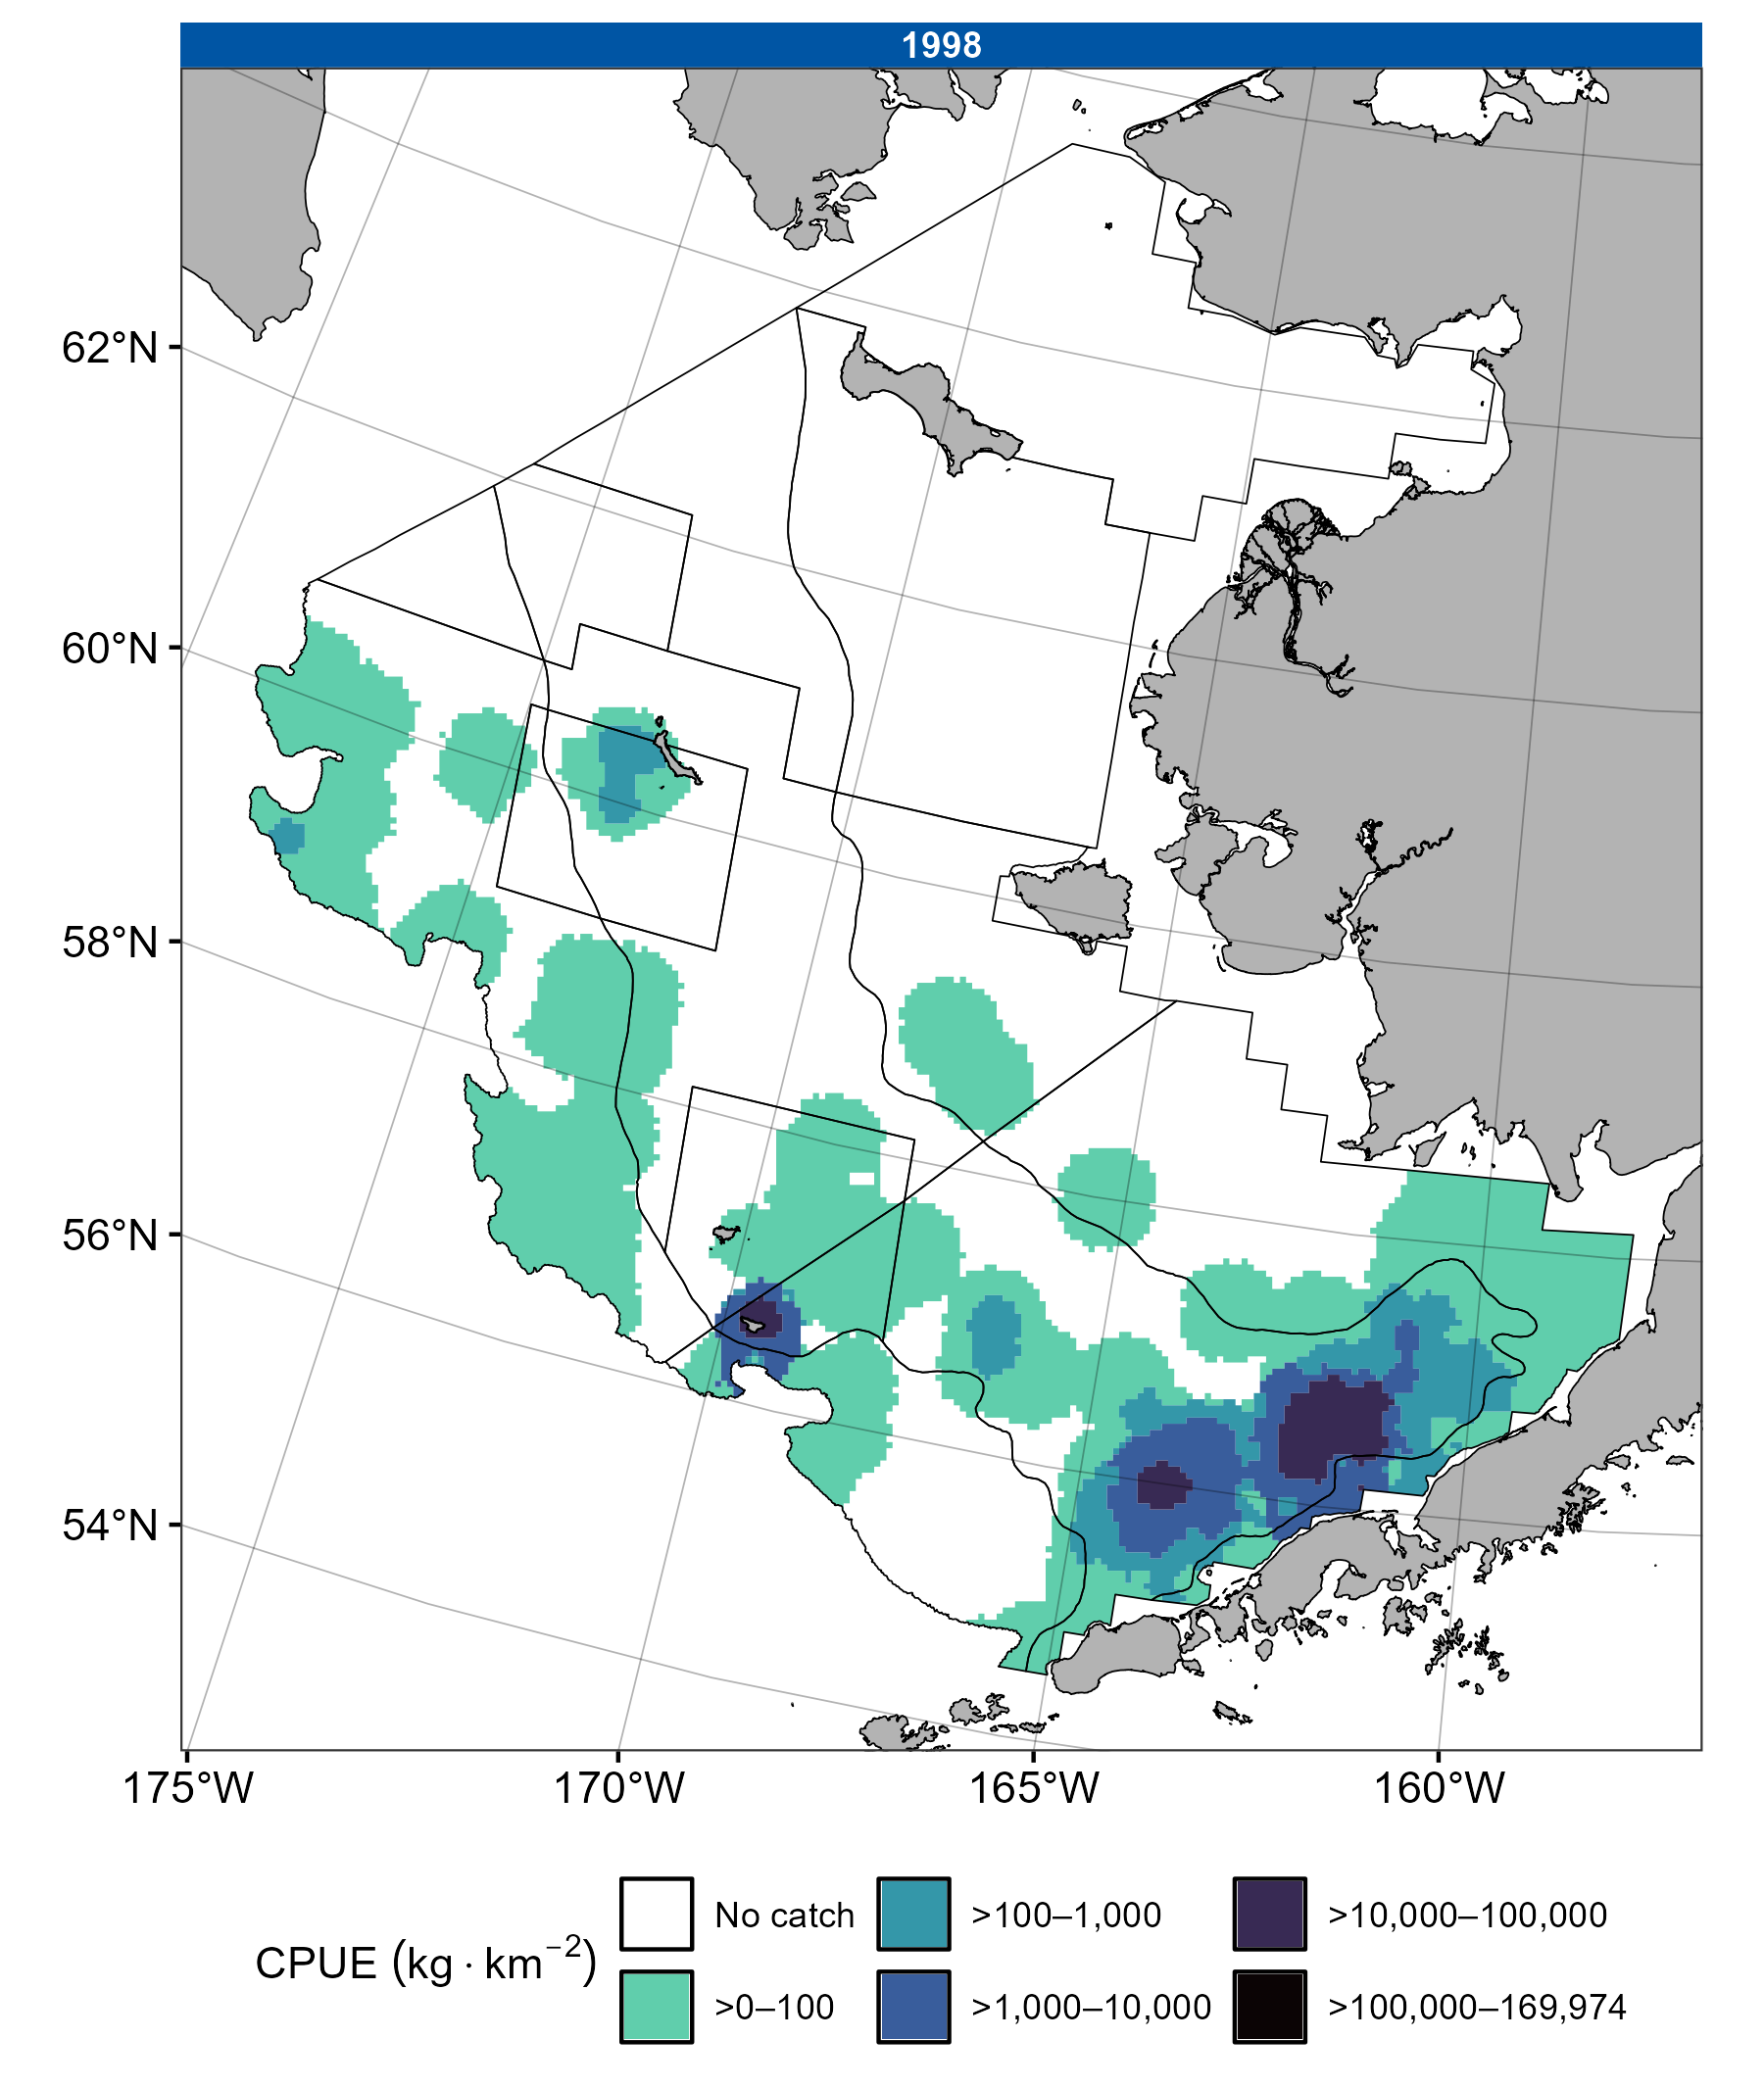 1998
62°N
60°N
58°N
56°N
54°N
175°W 170°W 165°W 160°W
CPUE (kg · km⁻²)
No catch
>0–100
>100–1,000
>1,000–10,000
>10,000–100,000
>100,000–169,974